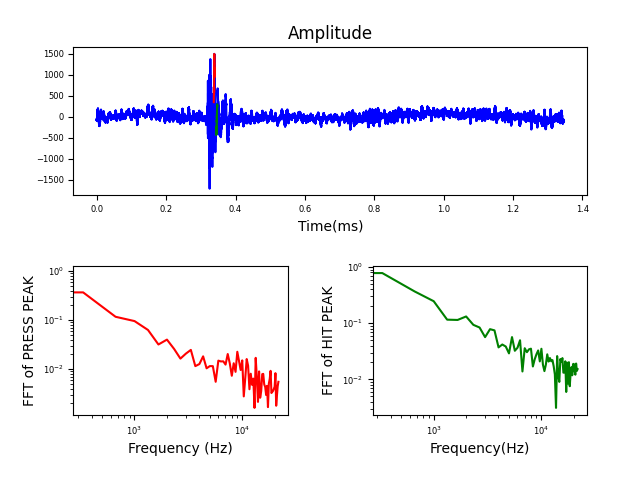 Amplitude
1500
1000
500
0
−500
−1000
−1500
0.0 0.2 0.4 0.6 0.8 1.0 1.2 1.4
Time(ms)
FFT of PRESS PEAK
10⁰
10⁻¹
10⁻²
10³ 10⁴
Frequency (Hz)
FFT of HIT PEAK
10⁰
10⁻¹
10⁻²
10³ 10⁴
Frequency(Hz)